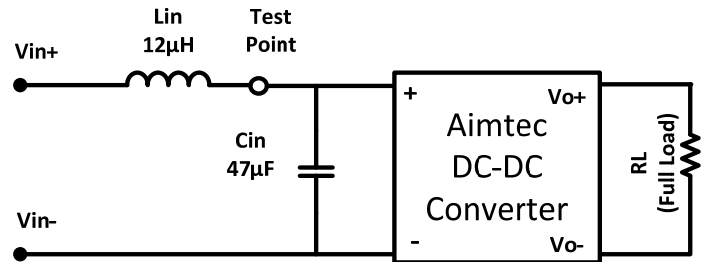 Lin
12µH
Test
Point
Vin+
Cin
47µF
Vin-
+
-
Aimtec
DC-DC
Converter
Vo+
Vo-
RL
(Full Load)